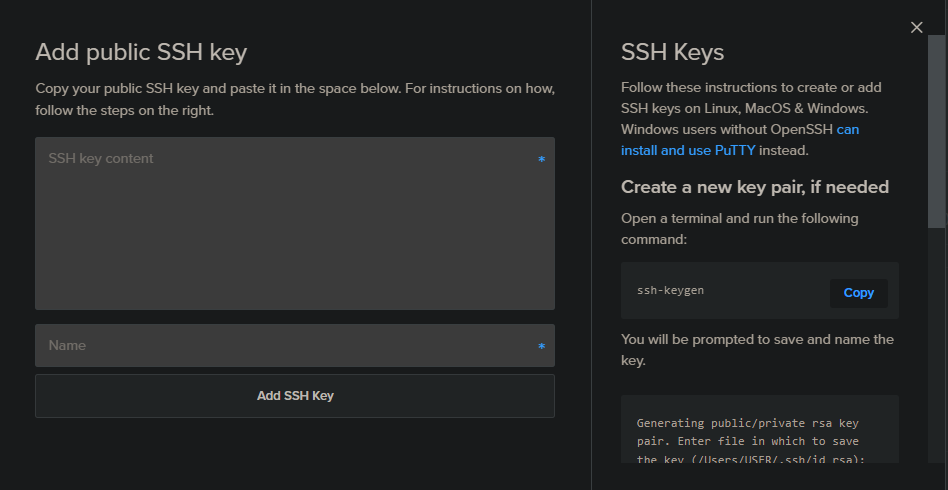 Add public SSH key
Copy your public SSH key and paste it in the space below. For instructions on how,
follow the steps on the right.
SSH key content
*
Name
*
Add SSH Key
SSH Keys
Follow these instructions to create or add
SSH keys on Linux, MacOS & Windows.
Windows users without OpenSSH can
install and use PuTTY instead.
Create a new key pair, if needed
Open a terminal and run the following
command:
ssh-keygen
Copy
You will be prompted to save and name the
key.
Generating public/private rsa key
pair. Enter file in which to save
the key (/Users/USER/.ssh/id_rsa):